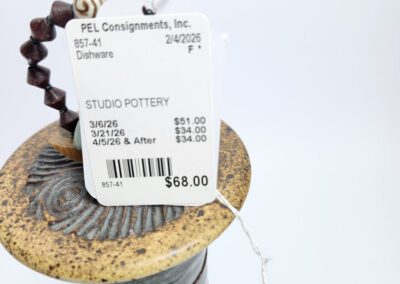 PEL Consignments, Inc.
857-41 2/4/2026
Dishware F *
STUDIO POTTERY
3/6/26 $51.00
3/21/26 $34.00
4/5/26 & After $34.00
857-41 $68.00